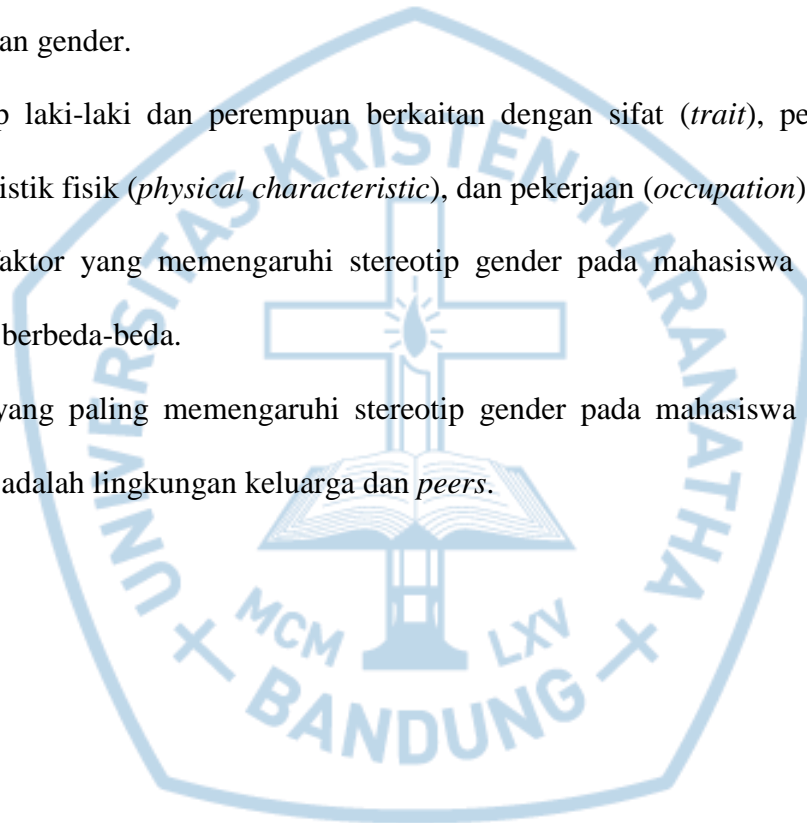 an gender.
p laki-laki dan perempuan berkaitan dengan sifat (trait), pe
istik fisik (physical characteristic), dan pekerjaan (occupation)
faktor yang memengaruhi stereotip gender pada mahasiswa
berbeda-beda.
yang paling memengaruhi stereotip gender pada mahasiswa
adalah lingkungan keluarga dan peers.
UNIVERSITAS KRISTEN MARANATHA
MCM LXV
BANDUNG